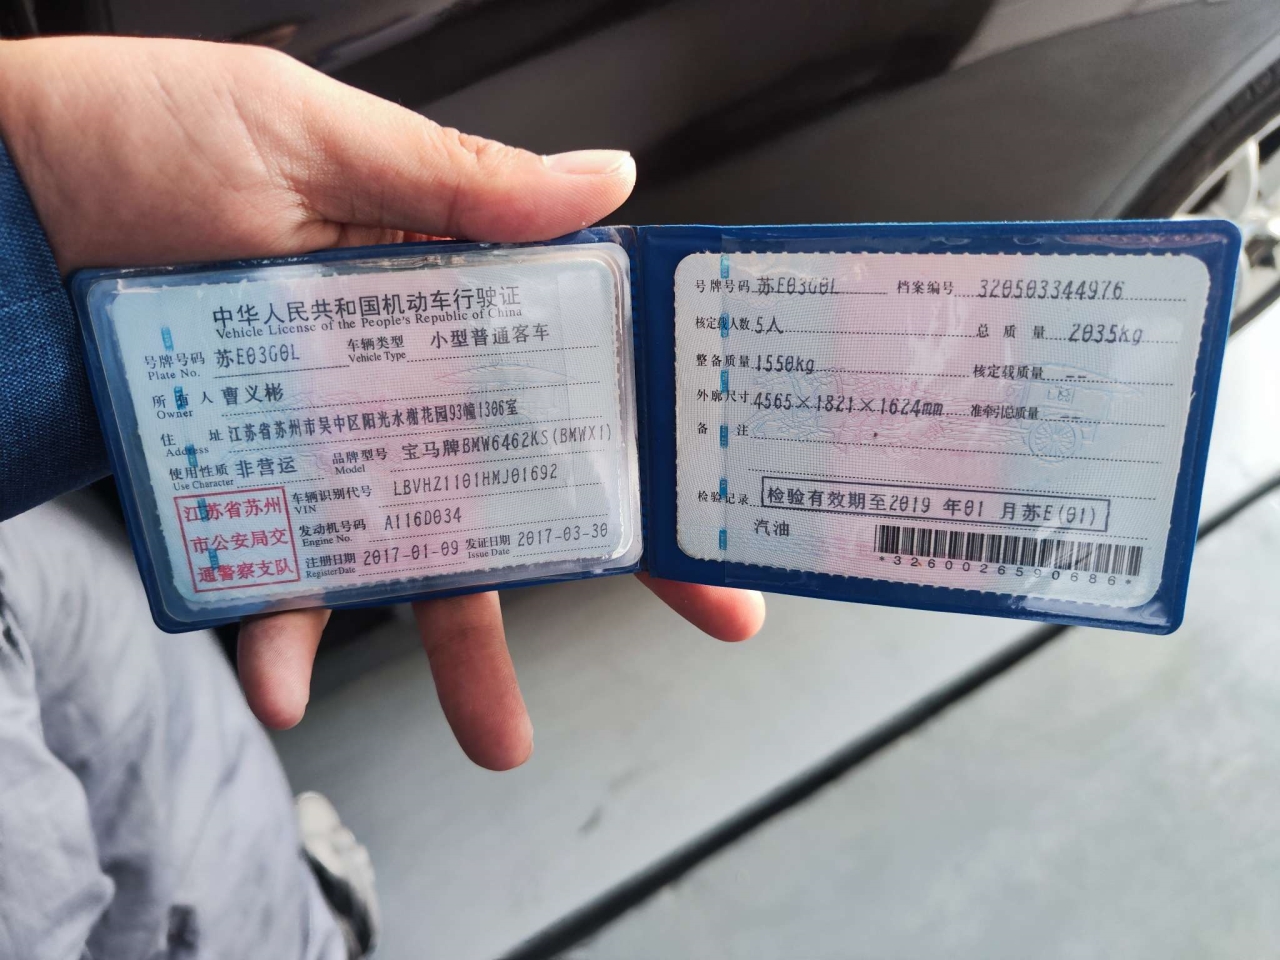 中华人民共和国机动车行驶证
Vehicle License of the People's Republic of China
号牌号码 苏E03G0L 车辆类型 小型普通客车
Plate No. Vehicle Type
所有人 曹义彬
Owner
住址 江苏省苏州市吴中区阳光水榭花园93幢1306室
Address
使用性质 非营运 品牌型号 宝马牌BMW6462KS(BMWX1)
Use Character Model
江苏省苏州
市公安局交
通警察支队
车辆识别代号 LBVHZ1101HMJ01692
VIN
发动机号码 A116D034
Engine No.
注册日期 2017-01-09 发证日期 2017-03-30
Register Date Issue Date
号牌号码 苏E03G0L 档案编号 320503344976
核定载人数 5人 总质量 2035kg
整备质量 1550kg 核定载质量 --
外廓尺寸 4565×1821×1624mm 准牵引总质量 --
备注
检验记录 检验有效期至2019年01月苏E(01)
汽油
*3260026590686*